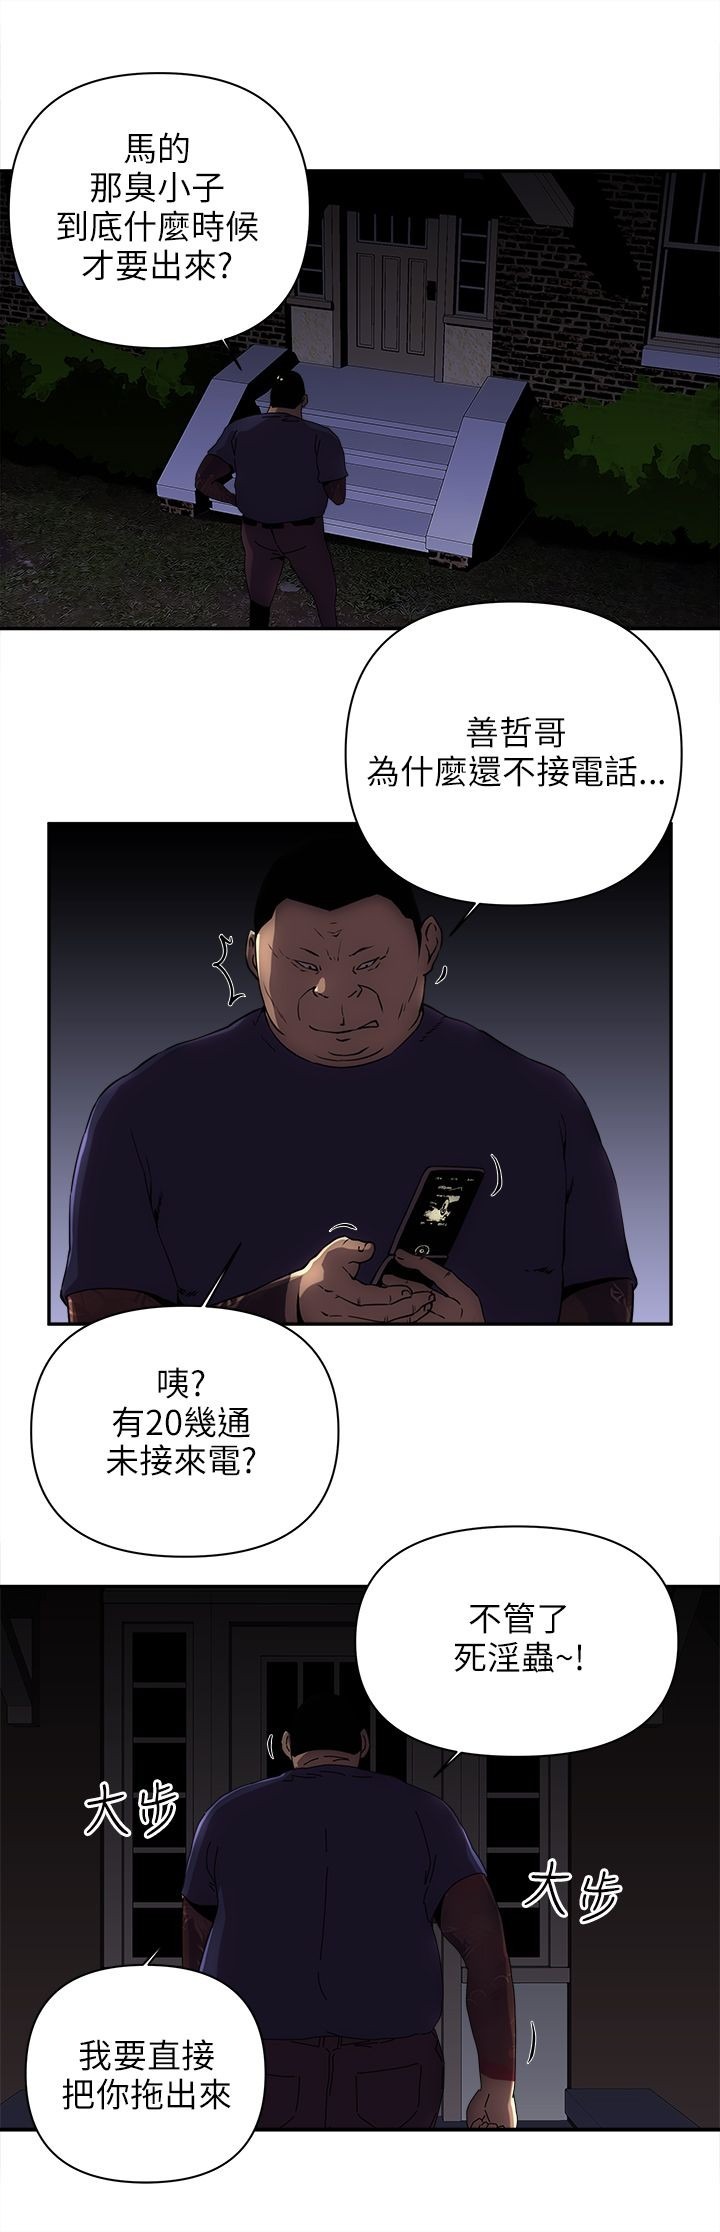 馬的
那臭小子
到底什麼時候
才要出來?
善哲哥
為什麼還不接電話...
咦?
有20幾通
未接來電?
不管了
死淫蟲~!
大步
大步
我要直接
把你拖出來